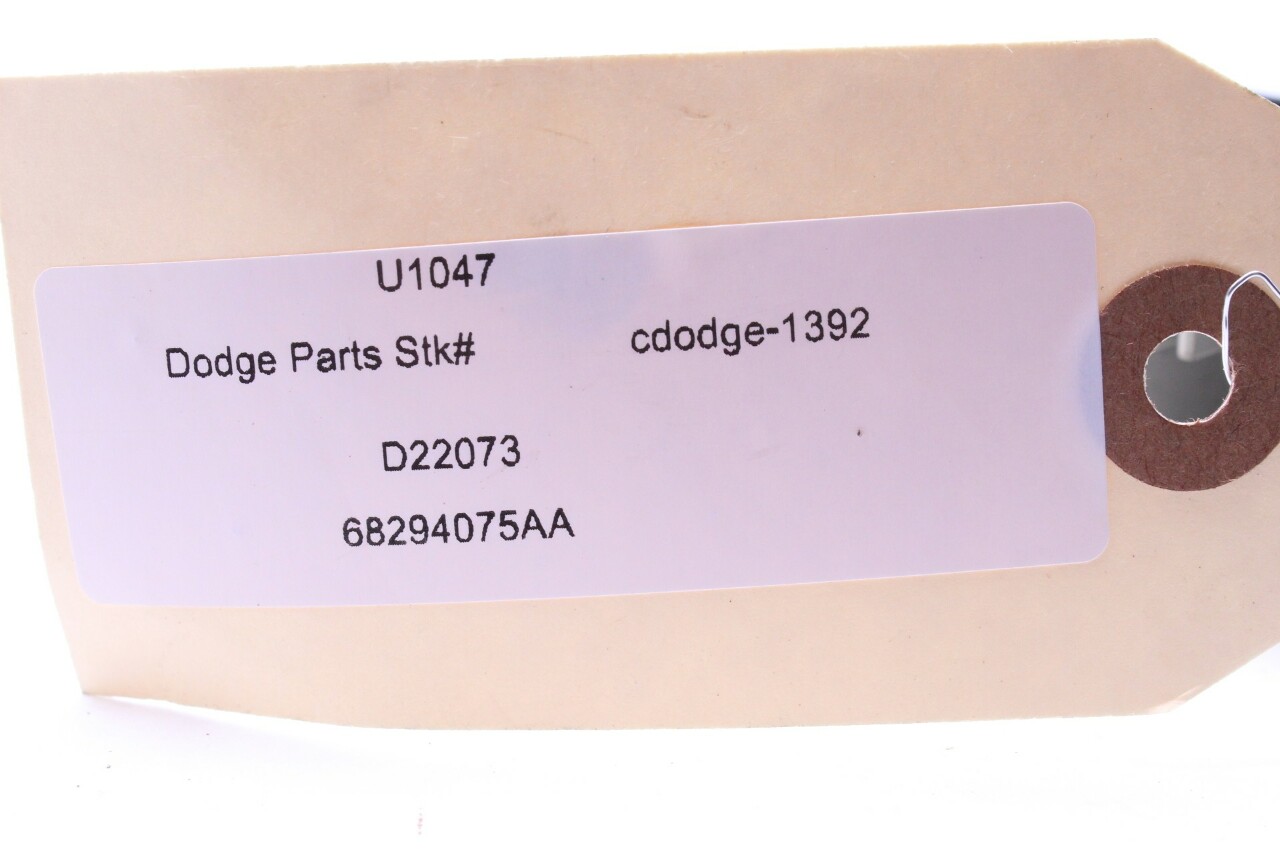 U1047
Dodge Parts Stk# cdodge-1392
D22073
68294075AA